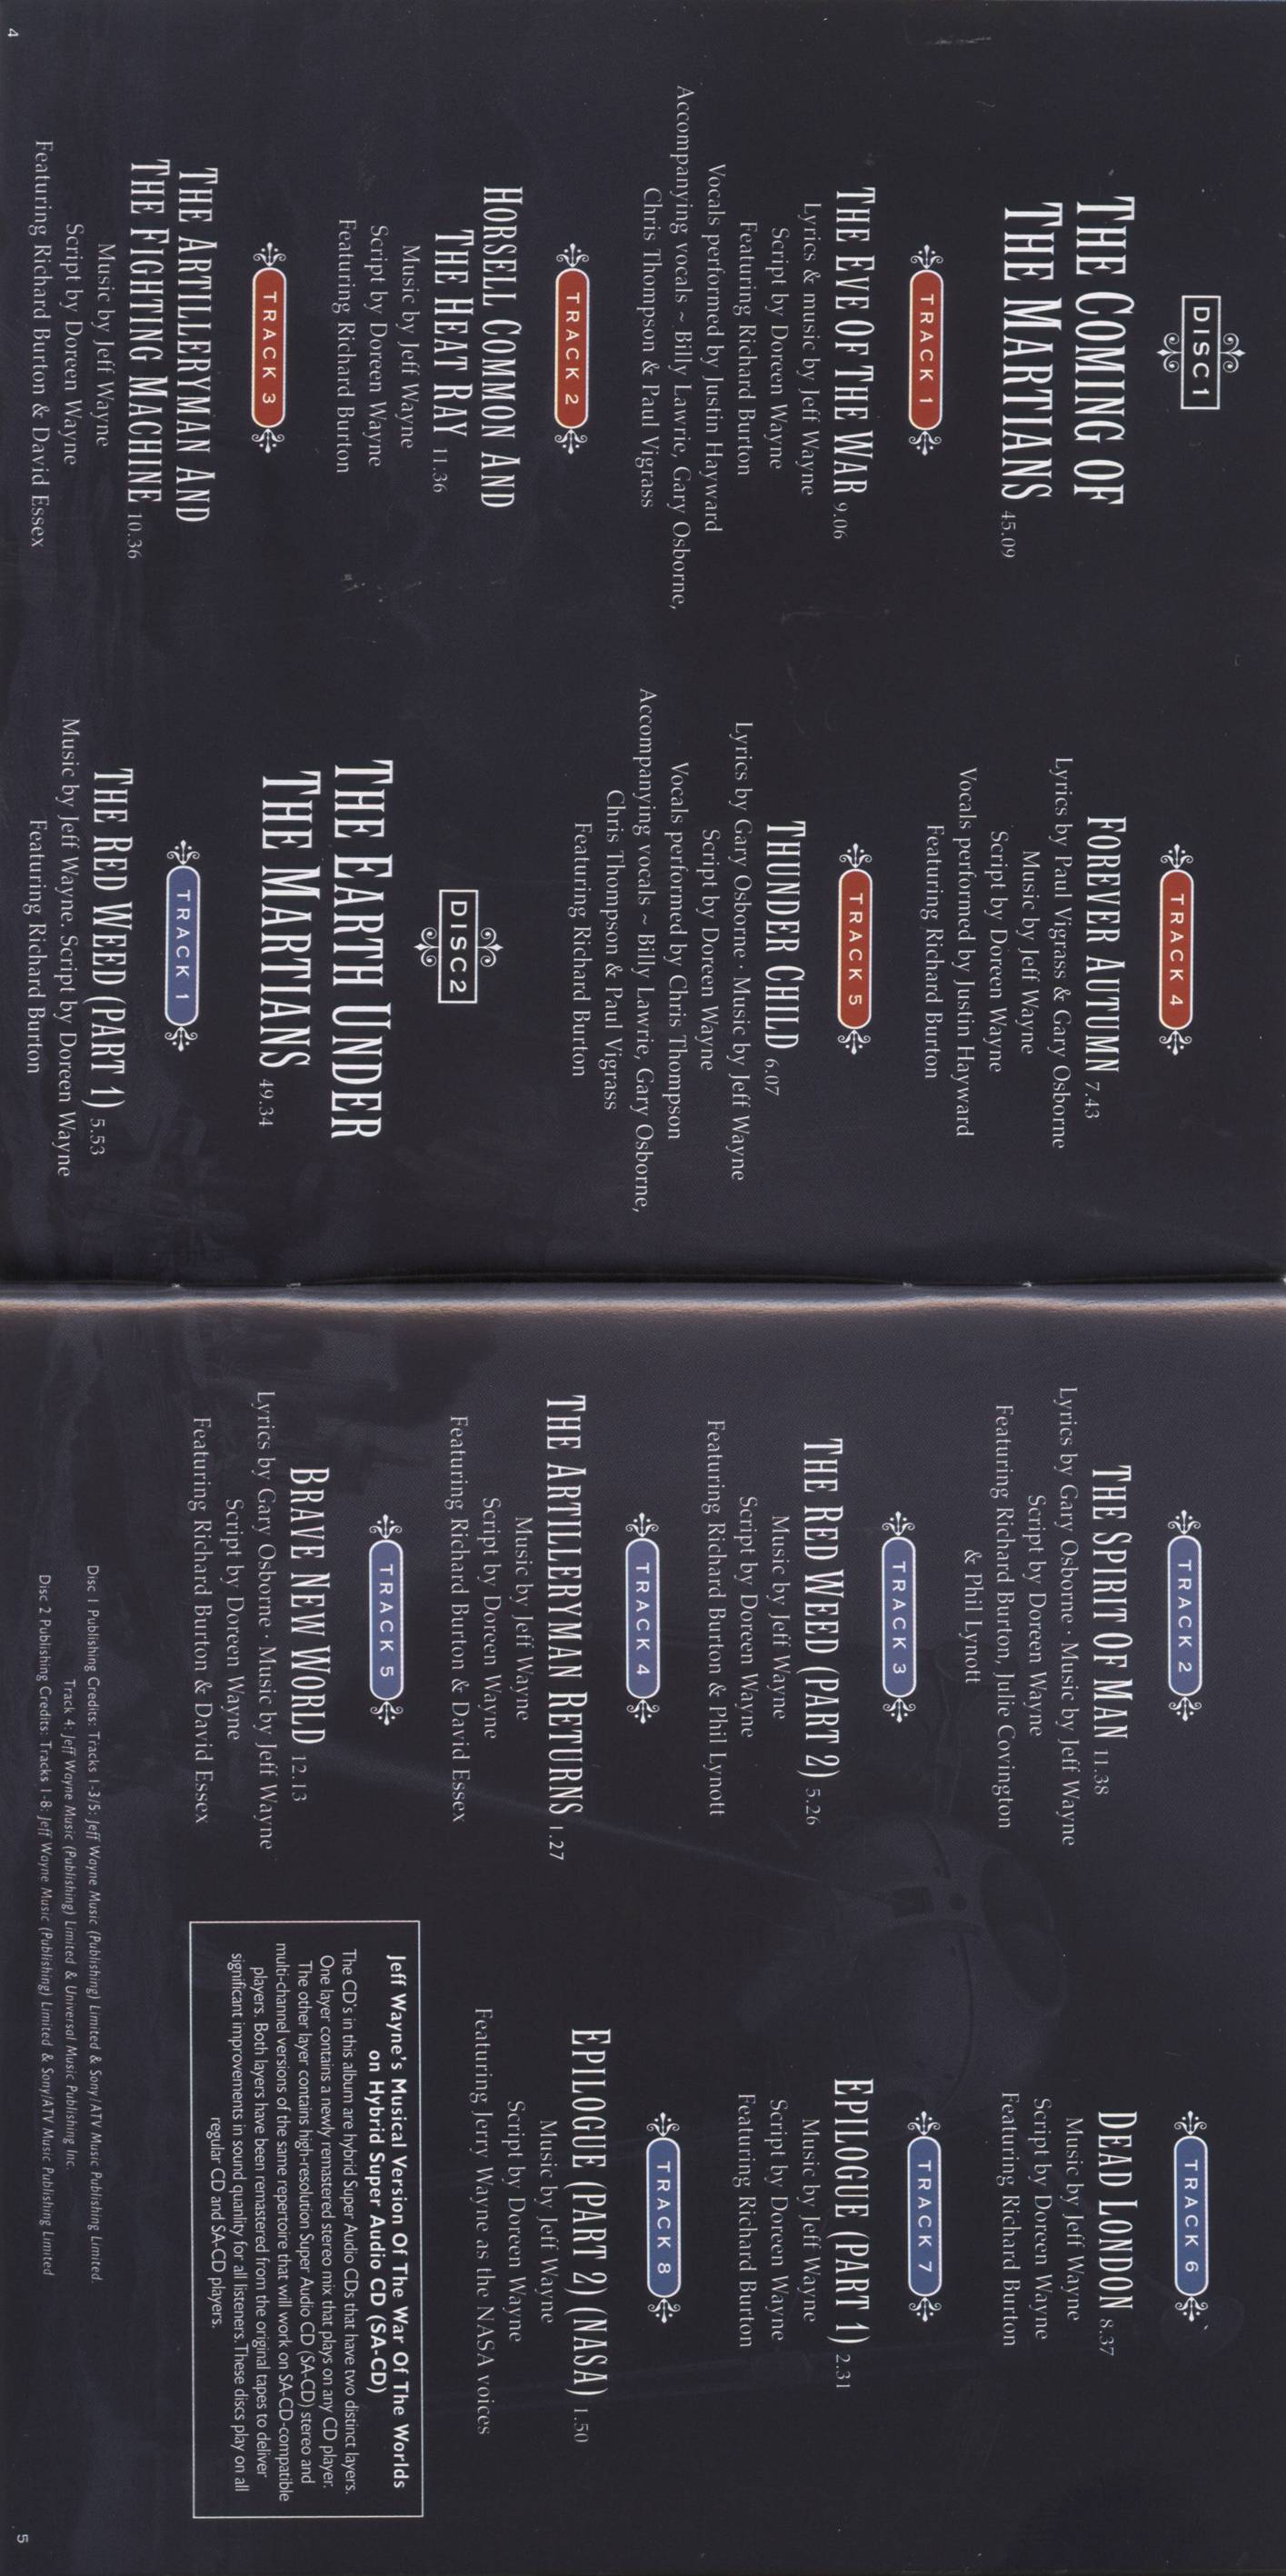 DISC 1
THE COMING OF
THE MARTIANS 45.09
TRACK 1
THE EVE OF THE WAR 9.06
Lyrics & music by Jeff Wayne
Script by Doreen Wayne
Featuring Richard Burton
Vocals performed by Justin Hayward
Accompanying vocals ~ Billy Lawrie, Gary Osborne,
Chris Thompson & Paul Vigrass
TRACK 2
HORSELL COMMON AND
THE HEAT RAY 11.36
Music by Jeff Wayne
Script by Doreen Wayne
Featuring Richard Burton
TRACK 3
THE ARTILLERYMAN AND
THE FIGHTING MACHINE 10.36
Music by Jeff Wayne
Script by Doreen Wayne
Featuring Richard Burton & David Essex
4
TRACK 4
FOREVER AUTUMN 7.43
Lyrics by Paul Vigrass & Gary Osborne
Music by Jeff Wayne
Script by Doreen Wayne
Vocals performed by Justin Hayward
Featuring Richard Burton
TRACK 5
THUNDER CHILD 6.07
Lyrics by Gary Osborne · Music by Jeff Wayne
Script by Doreen Wayne
Vocals performed by Chris Thompson
Accompanying vocals ~ Billy Lawrie, Gary Osborne,
Chris Thompson & Paul Vigrass
Featuring Richard Burton
DISC 2
THE EARTH UNDER
THE MARTIANS 49.34
TRACK 1
THE RED WEED (PART 1) 5.53
Music by Jeff Wayne. Script by Doreen Wayne
Featuring Richard Burton
TRACK 2
THE SPIRIT OF MAN 11.38
Lyrics by Gary Osborne · Music by Jeff Wayne
Script by Doreen Wayne
Featuring Richard Burton, Julie Covington
& Phil Lynott
TRACK 3
THE RED WEED (PART 2) 5.26
Music by Jeff Wayne
Script by Doreen Wayne
Featuring Richard Burton & Phil Lynott
TRACK 4
THE ARTILLERYMAN RETURNS 1.27
Music by Jeff Wayne
Script by Doreen Wayne
Featuring Richard Burton & David Essex
TRACK 5
BRAVE NEW WORLD 12.13
Lyrics by Gary Osborne · Music by Jeff Wayne
Script by Doreen Wayne
Featuring Richard Burton & David Essex
TRACK 6
DEAD LONDON 8.37
Music by Jeff Wayne
Script by Doreen Wayne
Featuring Richard Burton
TRACK 7
EPILOGUE (PART 1) 2.31
Music by Jeff Wayne
Script by Doreen Wayne
Featuring Richard Burton
TRACK 8
EPILOGUE (PART 2) (NASA) 1.50
Music by Jeff Wayne
Script by Doreen Wayne
Featuring Jerry Wayne as the NASA voices
Jeff Wayne's Musical Version Of The War Of The Worlds
on Hybrid Super Audio CD (SA-CD)
The CD's in this album are hybrid Super Audio CDs that have two distinct layers.
One layer contains a newly remastered stereo mix that plays on any CD player.
The other layer contains high-resolution Super Audio CD (SA-CD) stereo and
multi-channel versions of the same repertoire that will work on SA-CD-compatible
players. Both layers have been remastered from the original tapes to deliver
significant improvements in sound quanlity for all listeners. These discs play on all
regular CD and SA-CD players.
Disc 1 Publishing Credits: Tracks 1-3/5: Jeff Wayne Music (Publishing) Limited & Sony/ATV Music Publishing Limited.
Track 4: Jeff Wayne Music (Publishing) Limited & Universal Music Publishing Inc.
Disc 2 Publishing Credits: Tracks 1-8: Jeff Wayne Music (Publishing) Limited & Sony/ATV Music Publishing Limited
5